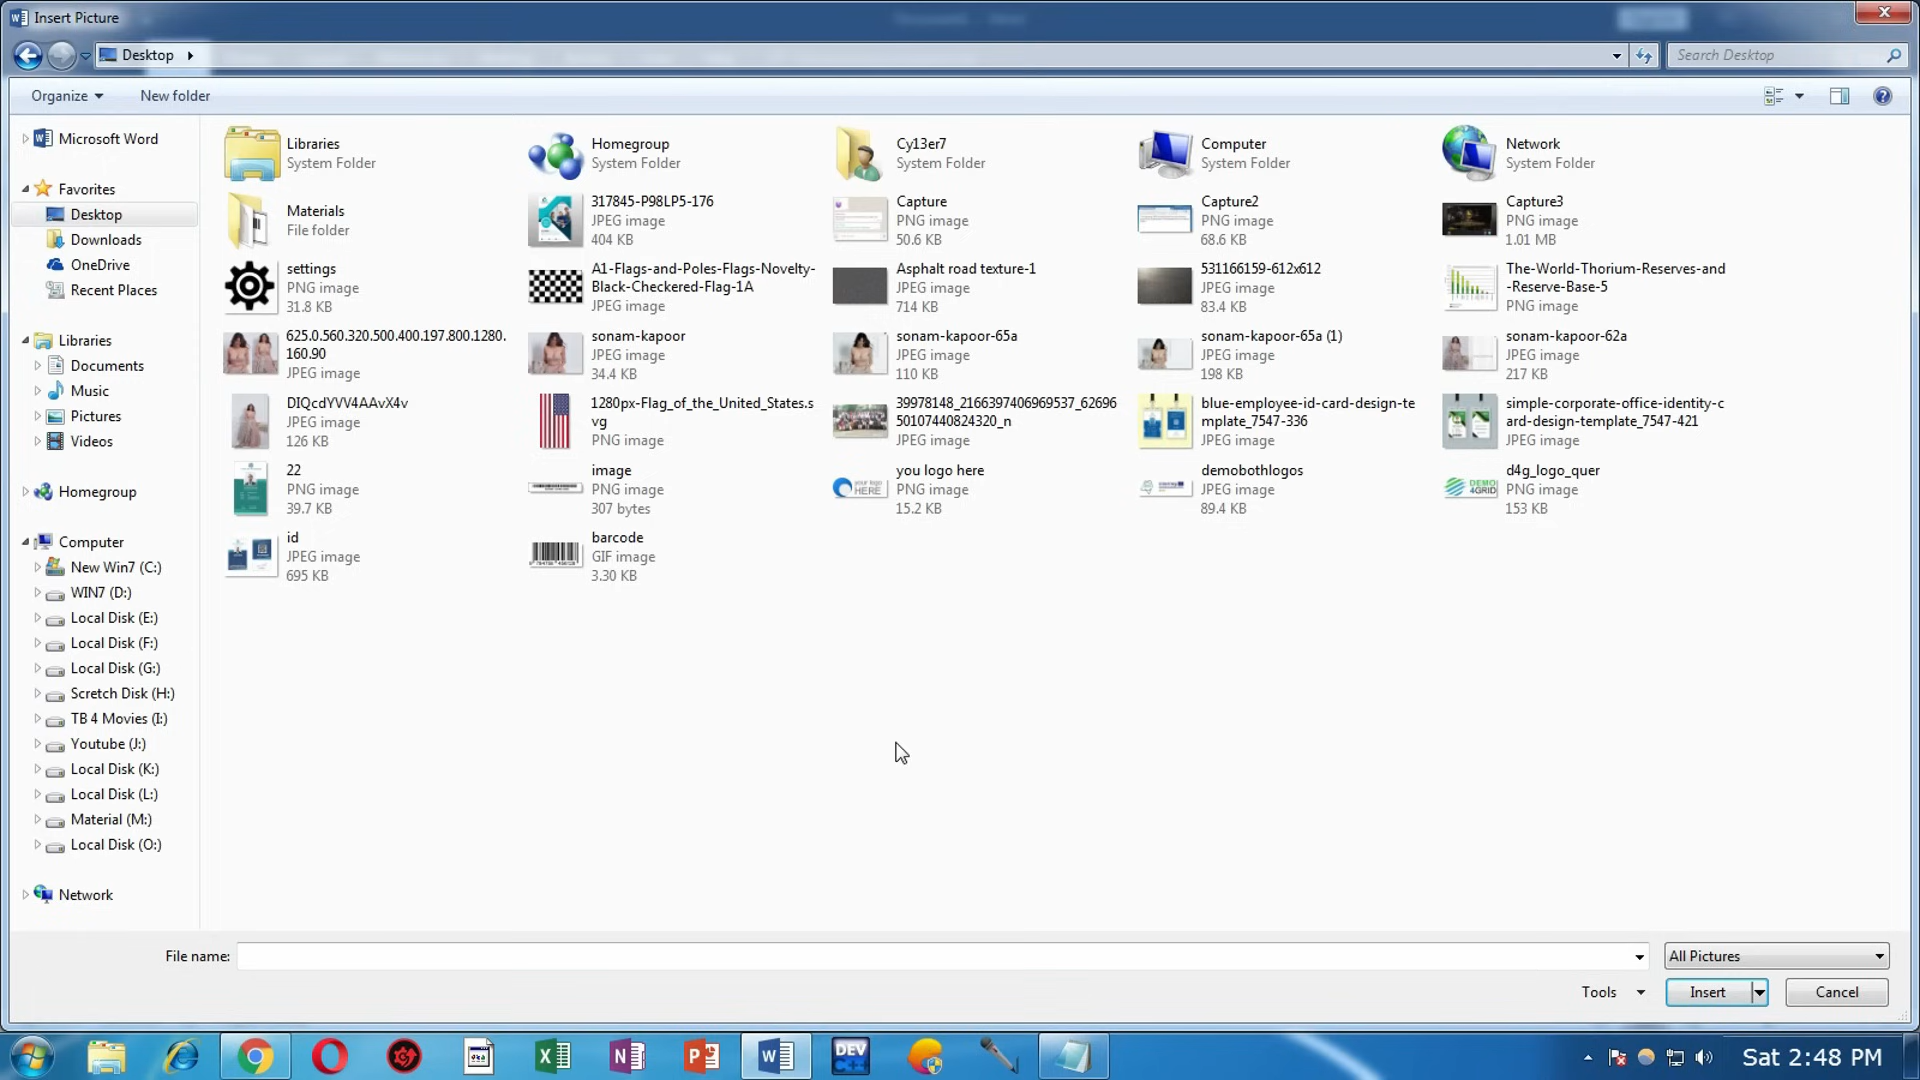 Insert Picture
Desktop
Search Desktop
Organize
New folder
Microsoft Word
Favorites
Desktop
Downloads
OneDrive
Recent Places
Libraries
Documents
Music
Pictures
Videos
Homegroup
Computer
New Win7 (C:)
WIN7 (D:)
Local Disk (E:)
Local Disk (F:)
Local Disk (G:)
Scretch Disk (H:)
TB 4 Movies (I:)
Youtube (J:)
Local Disk (K:)
Local Disk (L:)
Material (M:)
Local Disk (O:)
Network
Libraries
System Folder
Homegroup
System Folder
Cy13er7
System Folder
Computer
System Folder
Network
System Folder
Materials
File folder
317845-P98LP5-176
JPEG image
404 KB
Capture
PNG image
50.6 KB
Capture2
PNG image
68.6 KB
Capture3
PNG image
1.01 MB
settings
PNG image
31.8 KB
A1-Flags-and-Poles-Flags-Novelty-
Black-Checkered-Flag-1A
JPEG image
Asphalt road texture-1
JPEG image
714 KB
531166159-612x612
JPEG image
83.4 KB
The-World-Thorium-Reserves-and
-Reserve-Base-5
PNG image
625.0.560.320.500.400.197.800.1280.
160.90
JPEG image
sonam-kapoor
JPEG image
34.4 KB
sonam-kapoor-65a
JPEG image
110 KB
sonam-kapoor-65a (1)
JPEG image
198 KB
sonam-kapoor-62a
JPEG image
217 KB
DIQcdYVV4AAvX4v
JPEG image
126 KB
1280px-Flag_of_the_United_States.s
vg
PNG image
39978148_2166397406969537_62696
50107440824320_n
JPEG image
blue-employee-id-card-design-te
mplate_7547-336
JPEG image
simple-corporate-office-identity-c
ard-design-template_7547-421
JPEG image
22
PNG image
39.7 KB
image
PNG image
307 bytes
your logo
HERE
you logo here
PNG image
15.2 KB
demobothlogos
JPEG image
89.4 KB
DEMO
4GRID
d4g_logo_quer
PNG image
153 KB
id
JPEG image
695 KB
barcode
GIF image
3.30 KB
File name:
All Pictures
Tools
Insert
Cancel
DEV
C++
Sat 2:48 PM